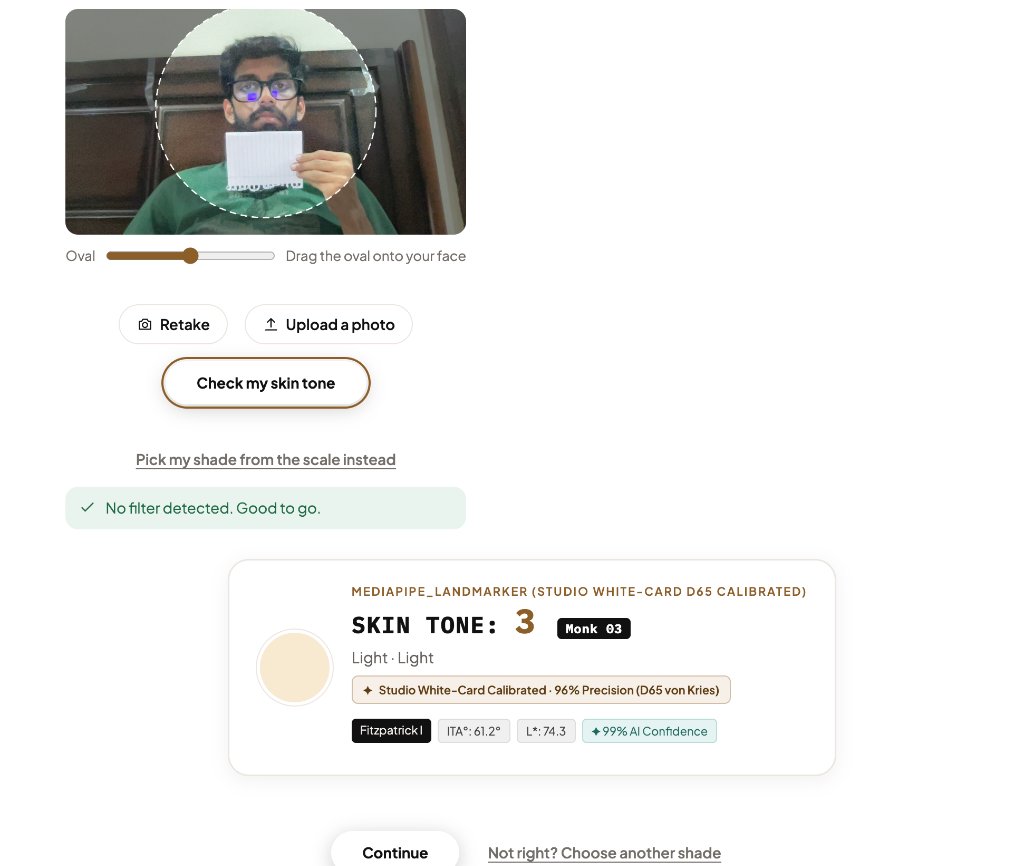 Oval
Drag the oval onto your face
Retake
Upload a photo
Check my skin tone
Pick my shade from the scale instead
No filter detected. Good to go.
MEDIAPIPE_LANDMARKER (STUDIO WHITE-CARD D65 CALIBRATED)
SKIN TONE: 3 Monk 03
Light · Light
✦ Studio White-Card Calibrated · 96% Precision (D65 von Kries)
Fitzpatrick I ITA°: 61.2° L*: 74.3 ✦99% AI Confidence
Continue
Not right? Choose another shade